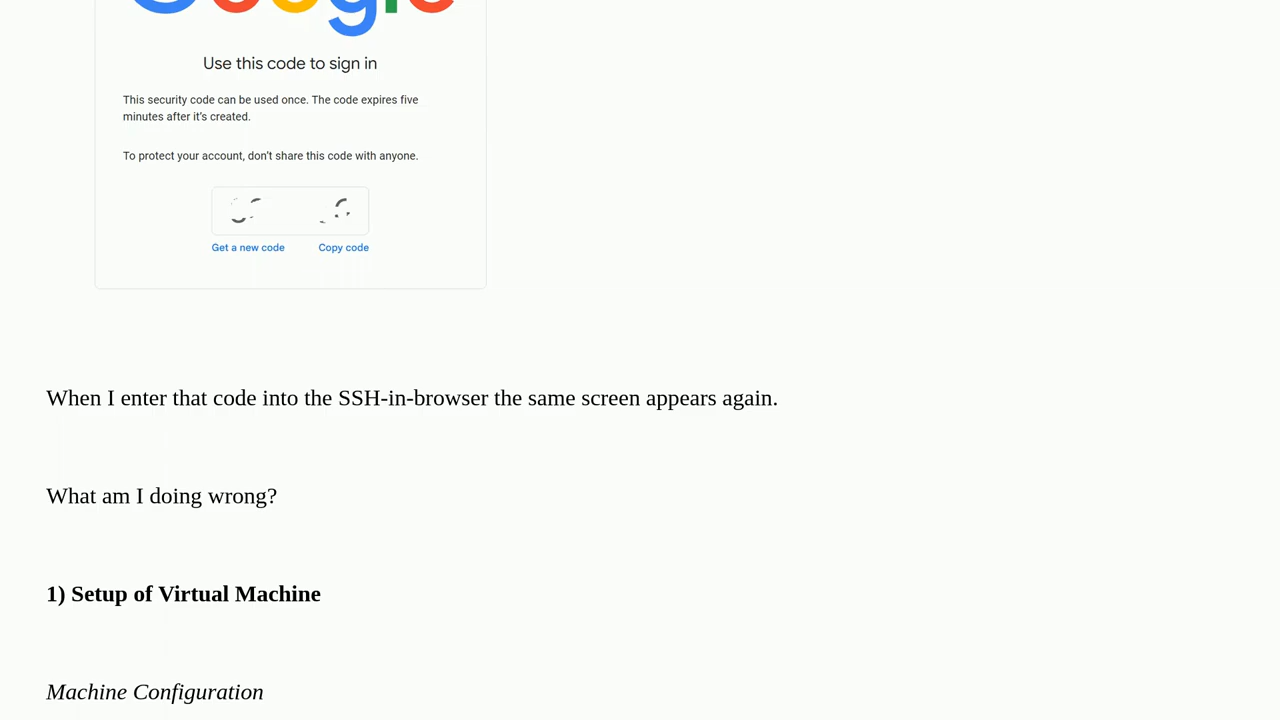 Use this code to sign in
This security code can be used once. The code expires five
minutes after it's created.
To protect your account, don't share this code with anyone.
Get a new code Copy code
When I enter that code into the SSH-in-browser the same screen appears again.
What am I doing wrong?
1) Setup of Virtual Machine
Machine Configuration